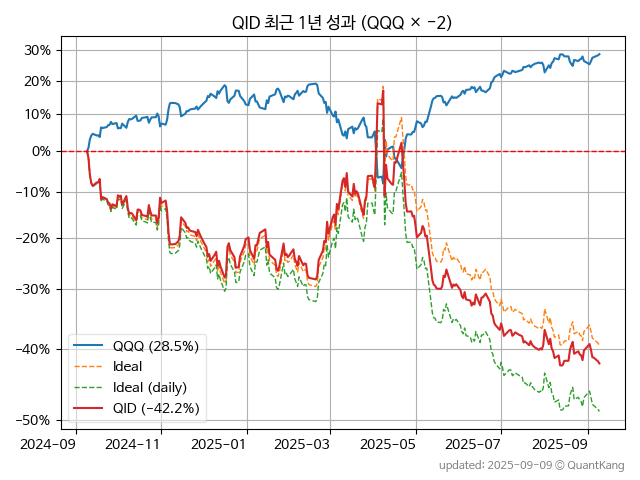 QID 최근 1년 성과 (QQQ × −2)
30%
20%
10%
0%
−10%
−20%
−30%
−40%
−50%
QQQ (28.5%)
Ideal
Ideal (daily)
QID (−42.2%)
2024-09
2024-11
2025-01
2025-03
2025-05
2025-07
2025-09
updated: 2025-09-09 © QuantKang